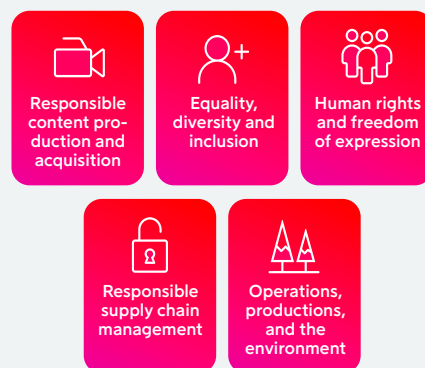 Responsible
content pro-
duction and
acquisition
Equality,
diversity and
inclusion
Human rights
and freedom
of expression
Responsible
supply chain
management
Operations,
productions,
and the
environment